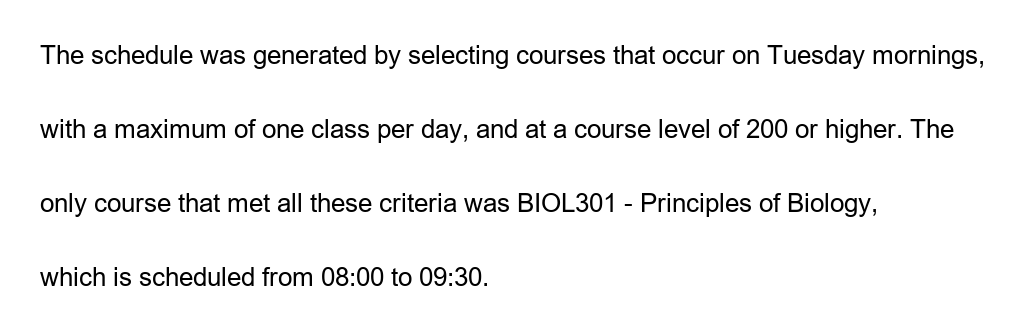 The schedule was generated by selecting courses that occur on Tuesday mornings,
with a maximum of one class per day, and at a course level of 200 or higher. The
only course that met all these criteria was BIOL301 - Principles of Biology,
which is scheduled from 08:00 to 09:30.